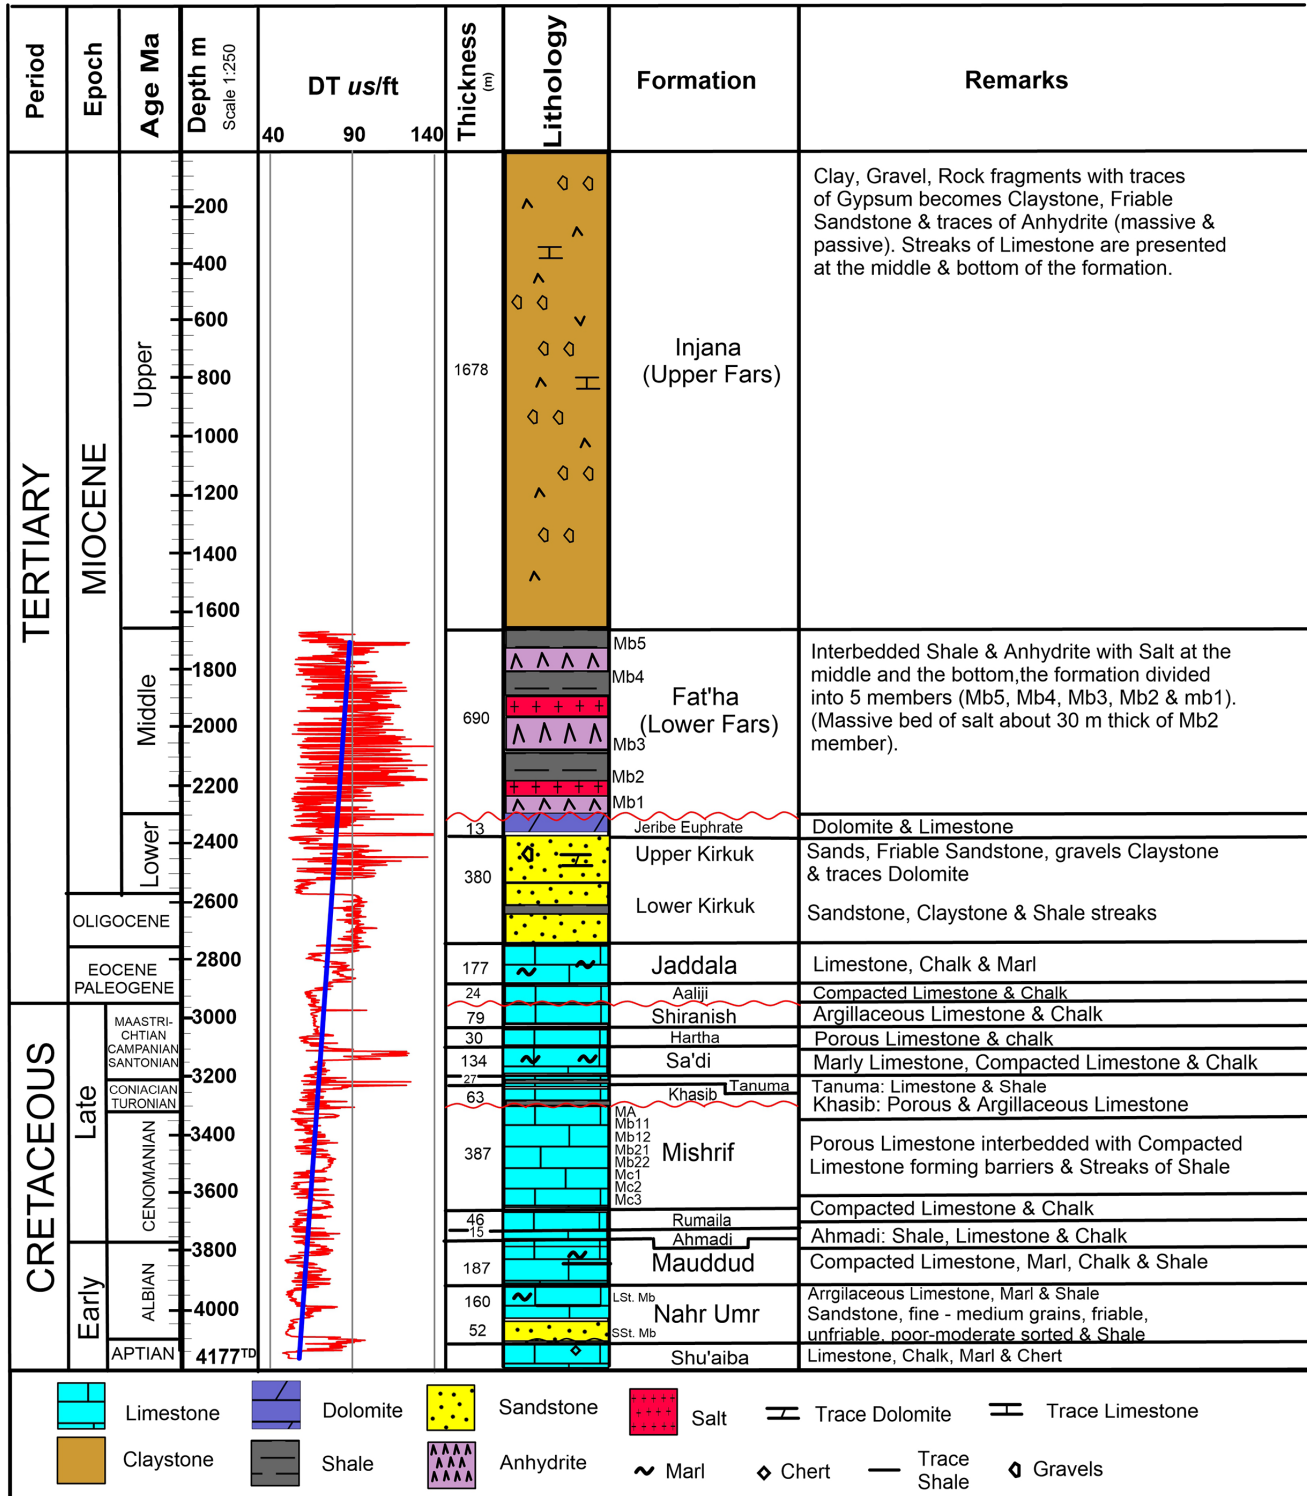 Period
Epoch
Age Ma
Depth m
Scale 1:250
DT us/ft
40 90 140
Thickness
(m)
Lithology
Formation
Remarks
TERTIARY
MIOCENE
Upper
Middle
Lower
OLIGOCENE
EOCENE
PALEOGENE
CRETACEOUS
Late
Early
MAASTRI-
CHTIAN
CAMPANIAN
SANTONIAN
CONIACIAN
TURONIAN
CENOMANIAN
ALBIAN
APTIAN
200
400
600
800
1000
1200
1400
1600
1800
2000
2200
2400
2600
2800
3000
3200
3400
3600
3800
4000
4177TD
1678
690
13
380
177
24
79
30
134
27
63
387
46
15
187
160
52
Injana
(Upper Fars)
Mb5
Mb4
Fat'ha
(Lower Fars)
Mb3
Mb2
Mb1
Jeribe Euphrate
Upper Kirkuk
Lower Kirkuk
Jaddala
Aaliji
Shiranish
Hartha
Sa'di
Tanuma
Khasib
MA
Mb11
Mb12
Mb21
Mb22
Mc1
Mc2
Mc3
Mishrif
Rumaila
Ahmadi
Mauddud
LSt. Mb
Nahr Umr
SSt. Mb
Shu'aiba
Clay, Gravel, Rock fragments with traces
of Gypsum becomes Claystone, Friable
Sandstone & traces of Anhydrite (massive &
passive). Streaks of Limestone are presented
at the middle & bottom of the formation.
Interbedded Shale & Anhydrite with Salt at the
middle and the bottom,the formation divided
into 5 members (Mb5, Mb4, Mb3, Mb2 & mb1).
(Massive bed of salt about 30 m thick of Mb2
member).
Dolomite & Limestone
Sands, Friable Sandstone, gravels Claystone
& traces Dolomite
Sandstone, Claystone & Shale streaks
Limestone, Chalk & Marl
Compacted Limestone & Chalk
Argillaceous Limestone & Chalk
Porous Limestone & chalk
Marly Limestone, Compacted Limestone & Chalk
Tanuma: Limestone & Shale
Khasib: Porous & Argillaceous Limestone
Porous Limestone interbedded with Compacted
Limestone forming barriers & Streaks of Shale
Compacted Limestone & Chalk
Ahmadi: Shale, Limestone & Chalk
Compacted Limestone, Marl, Chalk & Shale
Arrgilaceous Limestone, Marl & Shale
Sandstone, fine - medium grains, friable,
unfriable, poor-moderate sorted & Shale
Limestone, Chalk, Marl & Chert
Limestone
Dolomite
Sandstone
Salt
Trace Dolomite
Trace Limestone
Claystone
Shale
Anhydrite
Marl
Chert
Trace
Shale
Gravels